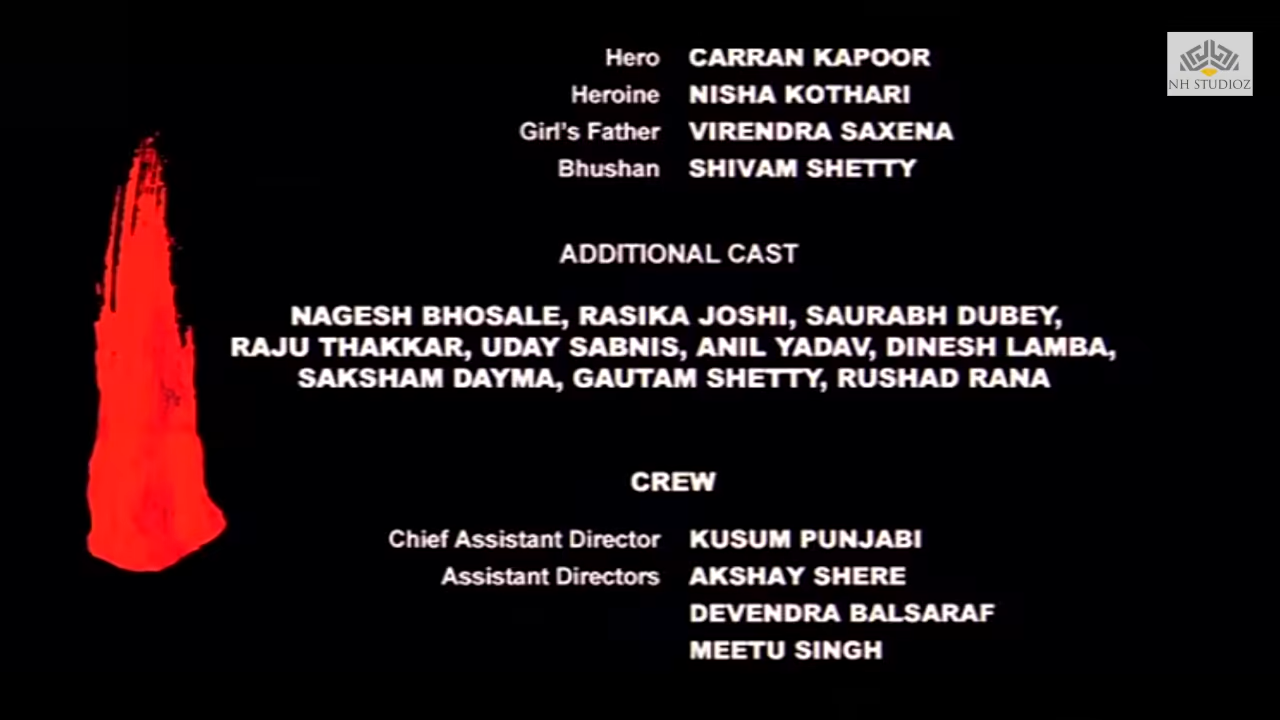 Hero CARRAN KAPOOR
NH STUDIOZ
Heroine NISHA KOTHARI
Girl's Father VIRENDRA SAXENA
Bhushan SHIVAM SHETTY
ADDITIONAL CAST
NAGESH BHOSALE, RASIKA JOSHI, SAURABH DUBEY,
RAJU THAKKAR, UDAY SABNIS, ANIL YADAV, DINESH LAMBA,
SAKSHAM DAYMA, GAUTAM SHETTY, RUSHAD RANA
CREW
Chief Assistant Director KUSUM PUNJABI
Assistant Directors AKSHAY SHERE
DEVENDRA BALSARAF
MEETU SINGH